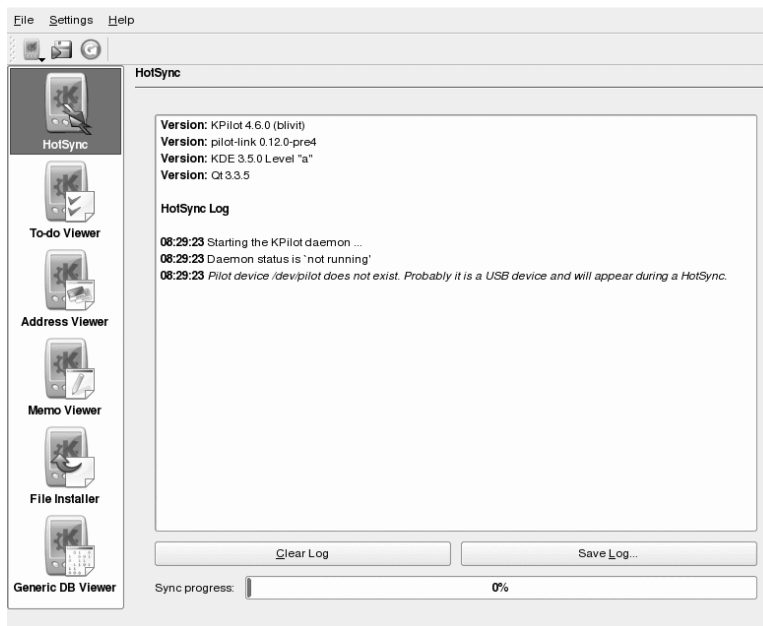 File Settings Help
HotSync
HotSync
To-do Viewer
Address Viewer
Memo Viewer
File Installer
Generic DB Viewer
Version: KPilot 4.6.0 (blivit)
Version: pilot-link 0.12.0-pre4
Version: KDE 3.5.0 Level "a"
Version: Qt 3.3.5
HotSync Log
08:29:23 Starting the KPilot daemon ...
08:29:23 Daemon status is `not running'
08:29:23 Pilot device /dev/pilot does not exist. Probably it is a USB device and will appear during a HotSync.
Clear Log
Save Log...
Sync progress: 0%